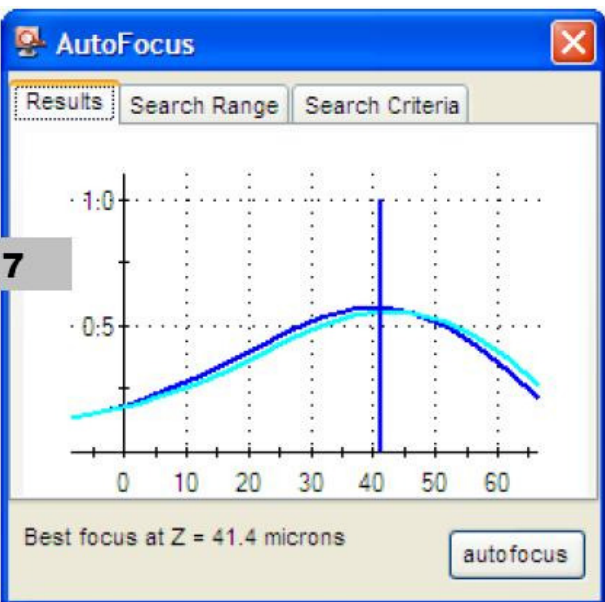 AutoFocus
Results Search Range Search Criteria
1:0
7
0:5
0 10 20 30 40 50 60
Best focus at Z = 41.4 microns
autofocus